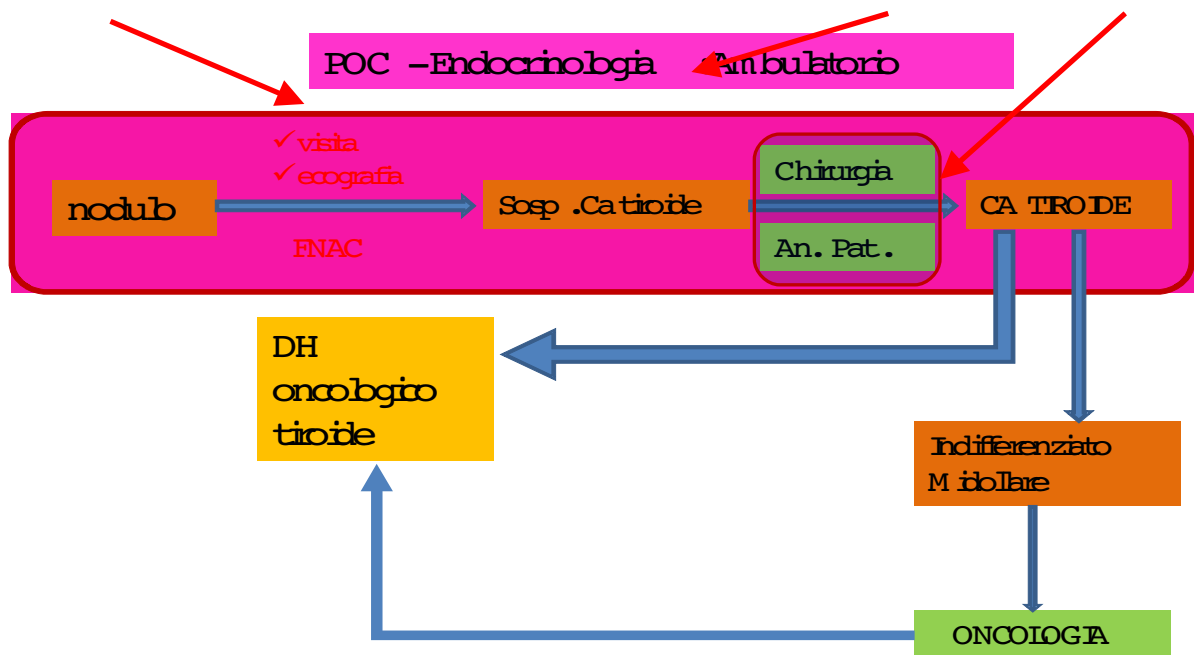 POC – Endocrinologia Ambulatorio
✓ visita
✓ ecografia
nodulo
FNAC
Sosp. Ca tiroide
Chirurgia
An. Pat.
CA TIROIDE
DH
oncologico
tiroide
Indifferenziato
Midollare
ONCOLOGIA